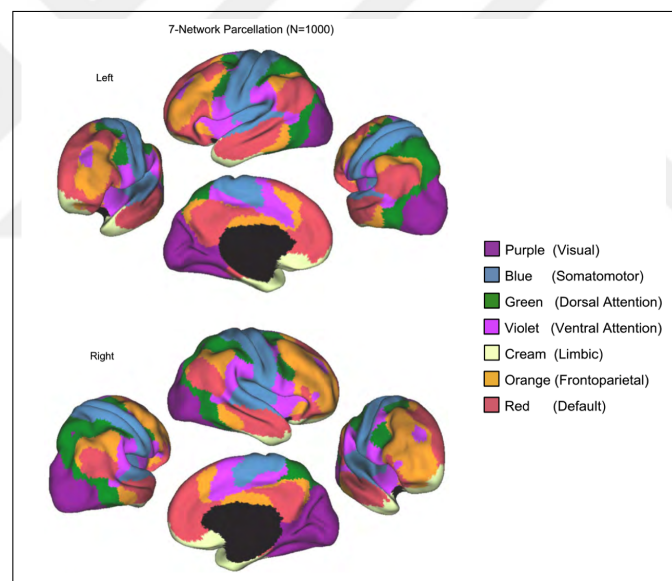 7-Network Parcellation (N=1000)
Left
Purple (Visual)
Blue (Somatomotor)
Green (Dorsal Attention)
Violet (Ventral Attention)
Cream (Limbic)
Orange (Frontoparietal)
Red (Default)
Right